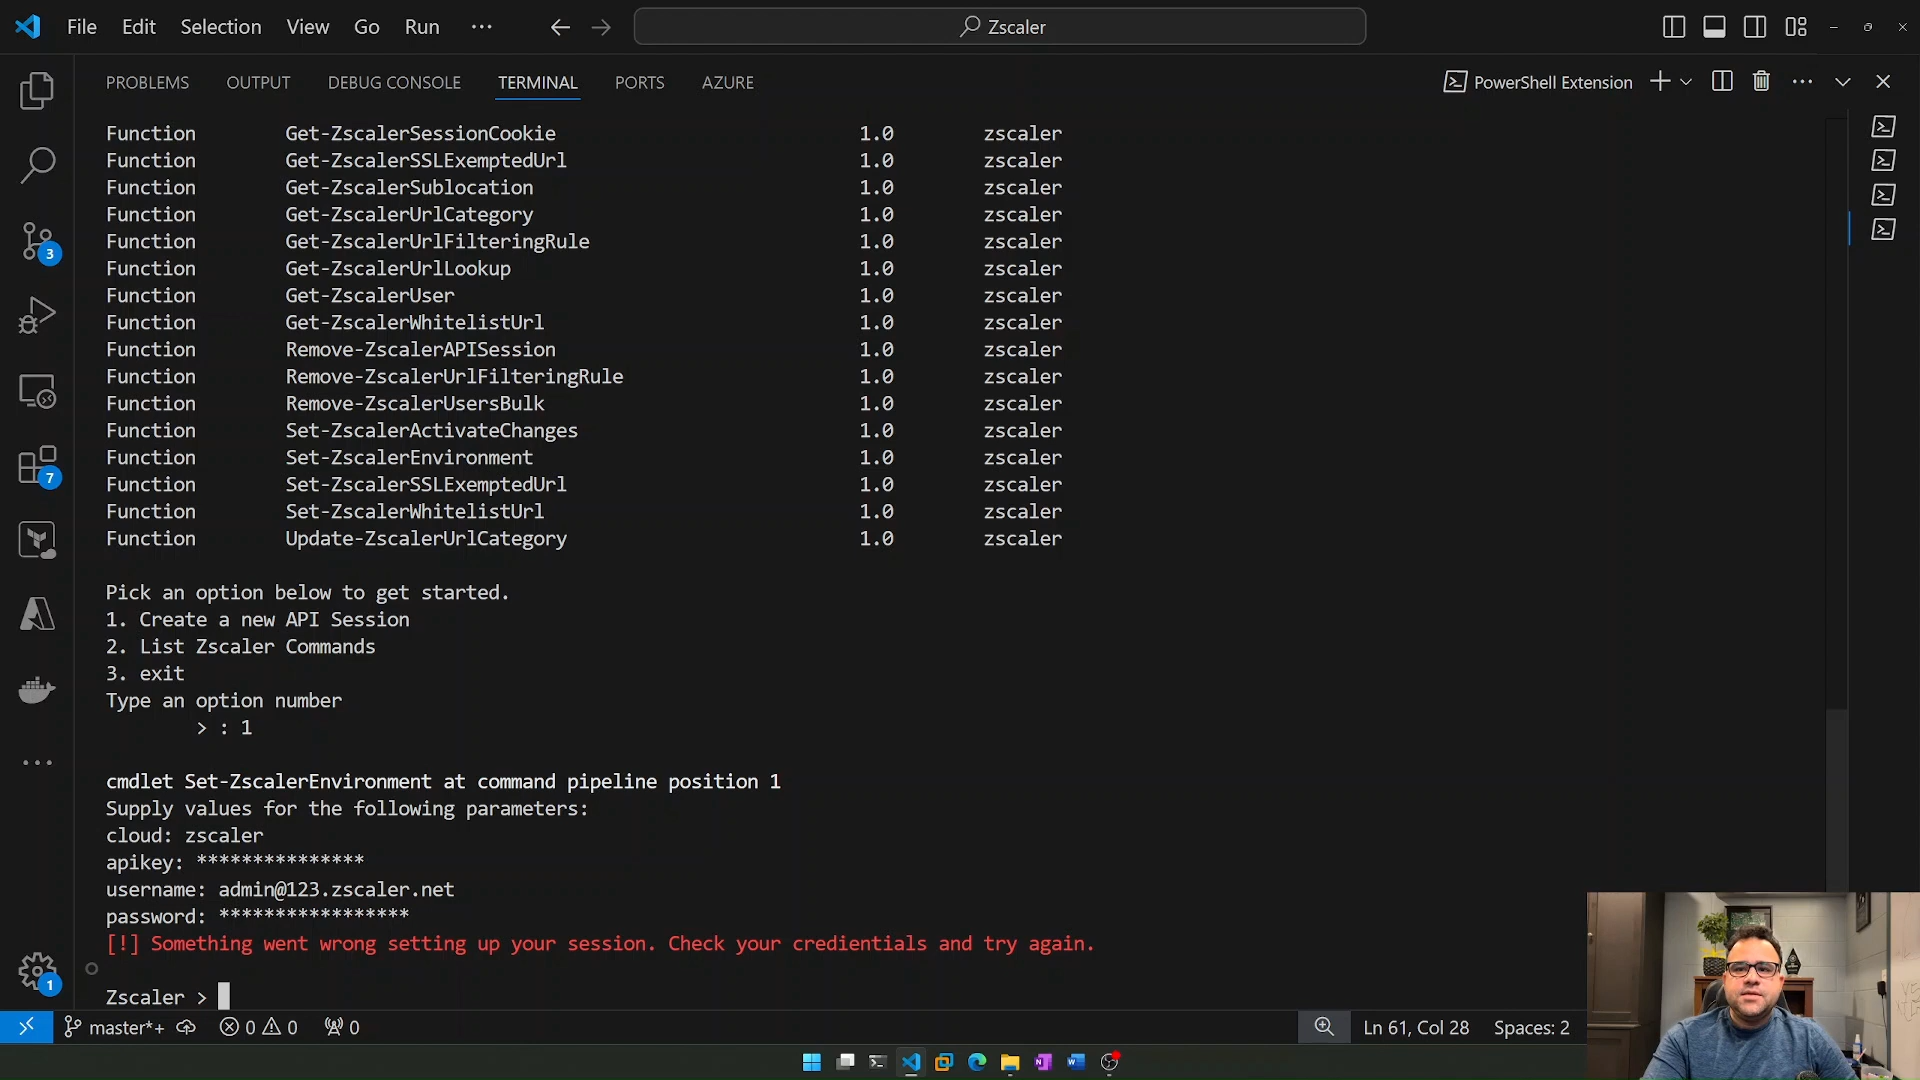 File Edit Selection View Go Run ··· Zscaler
PROBLEMS OUTPUT DEBUG CONSOLE TERMINAL PORTS AZURE PowerShell Extension
Function Get-ZscalerSessionCookie 1.0 zscaler
Function Get-ZscalerSSLExemptedUrl 1.0 zscaler
Function Get-ZscalerSublocation 1.0 zscaler
Function Get-ZscalerUrlCategory 1.0 zscaler
Function Get-ZscalerUrlFilteringRule 1.0 zscaler
Function Get-ZscalerUrlLookup 1.0 zscaler
Function Get-ZscalerUser 1.0 zscaler
Function Get-ZscalerWhitelistUrl 1.0 zscaler
Function Remove-ZscalerAPISession 1.0 zscaler
Function Remove-ZscalerUrlFilteringRule 1.0 zscaler
Function Remove-ZscalerUsersBulk 1.0 zscaler
Function Set-ZscalerActivateChanges 1.0 zscaler
Function Set-ZscalerEnvironment 1.0 zscaler
Function Set-ZscalerSSLExemptedUrl 1.0 zscaler
Function Set-ZscalerWhitelistUrl 1.0 zscaler
Function Update-ZscalerUrlCategory 1.0 zscaler
Pick an option below to get started.
1. Create a new API Session
2. List Zscaler Commands
3. exit
Type an option number
> : 1
cmdlet Set-ZscalerEnvironment at command pipeline position 1
Supply values for the following parameters:
cloud: zscaler
apikey: ***************
username: admin@123.zscaler.net
password: *****************
[!] Something went wrong setting up your session. Check your credientials and try again.
Zscaler >
3
7
1
master*+ 0 0 0 Ln 61, Col 28 Spaces: 2